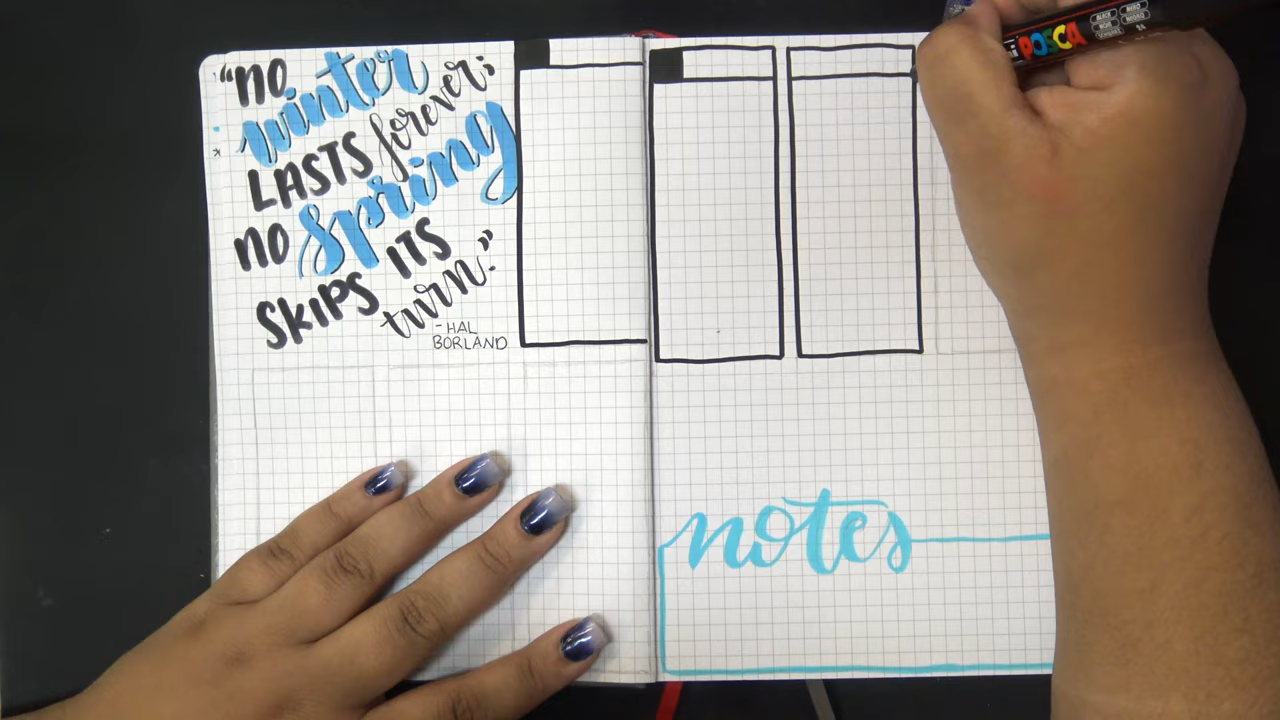 “no
winter
LASTS forever;
NO spring
SKIPS ITS
turn.”
- HAL
BORLAND
notes
POSCA